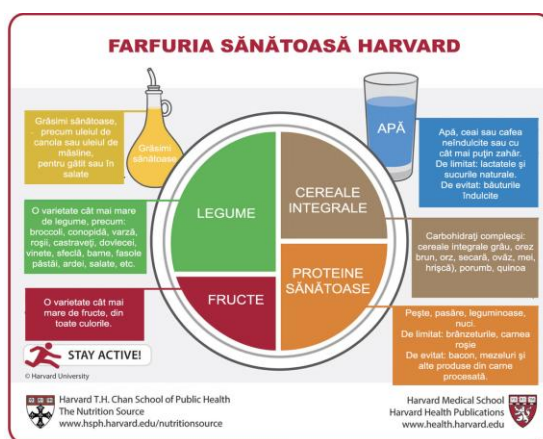 FARFURIA SĂNĂTOASĂ HARVARD
Grăsimi sănătoase,
precum uleiul de
canola sau uleiul de
măsline,
pentru gătit sau în
salate
Grăsimi
sănătoase
APĂ
Apă, ceai sau cafea
neîndulcite sau cu
cât mai puțin zahăr.
De limitat: lactatele și
sucurile naturale.
De evitat: băuturile
îndulcite
LEGUME
CEREALE
INTEGRALE
O varietate cât mai mare
de legume, precum:
broccoli, conopidă, varză,
roșii, castraveți, dovlecei,
vinete, sfeclă, bame, fasole
păstăi, ardei, salate, etc.
Carbohidrați complecși:
cereale integrale grâu, orez
brun, orz, secară, ovăz, mei,
hrișcă), porumb, quinoa
FRUCTE
PROTEINE
SĂNĂTOASE
O varietate cât mai
mare de fructe, din
toate culorile.
Pește, pasăre, leguminoase,
nuci.
De limitat: brânzeturile, carnea
roșie
De evitat: bacon, mezeluri și
alte produse din carne
procesată.
STAY ACTIVE!
© Harvard University
Harvard T.H. Chan School of Public Health
The Nutrition Source
www.hsph.harvard.edu/nutritionsource
Harvard Medical School
Harvard Health Publications
www.health.harvard.edu